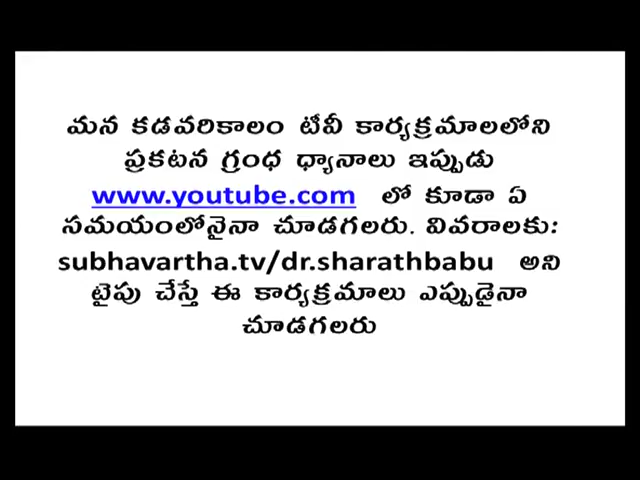 మన కడవరికాలం టీవీ కార్యక్రమాలలోని
ప్రకటన గ్రంధ ధ్యానాలు ఇప్పుడు
www.youtube.com లో కూడా ఏ
సమయంలోనైనా చూడగలరు. వివరాలకు:
subhavartha.tv/dr.sharathbabu అని
టైపు చేస్తే ఈ కార్యక్రమాలు ఎప్పుడైనా
చూడగలరు